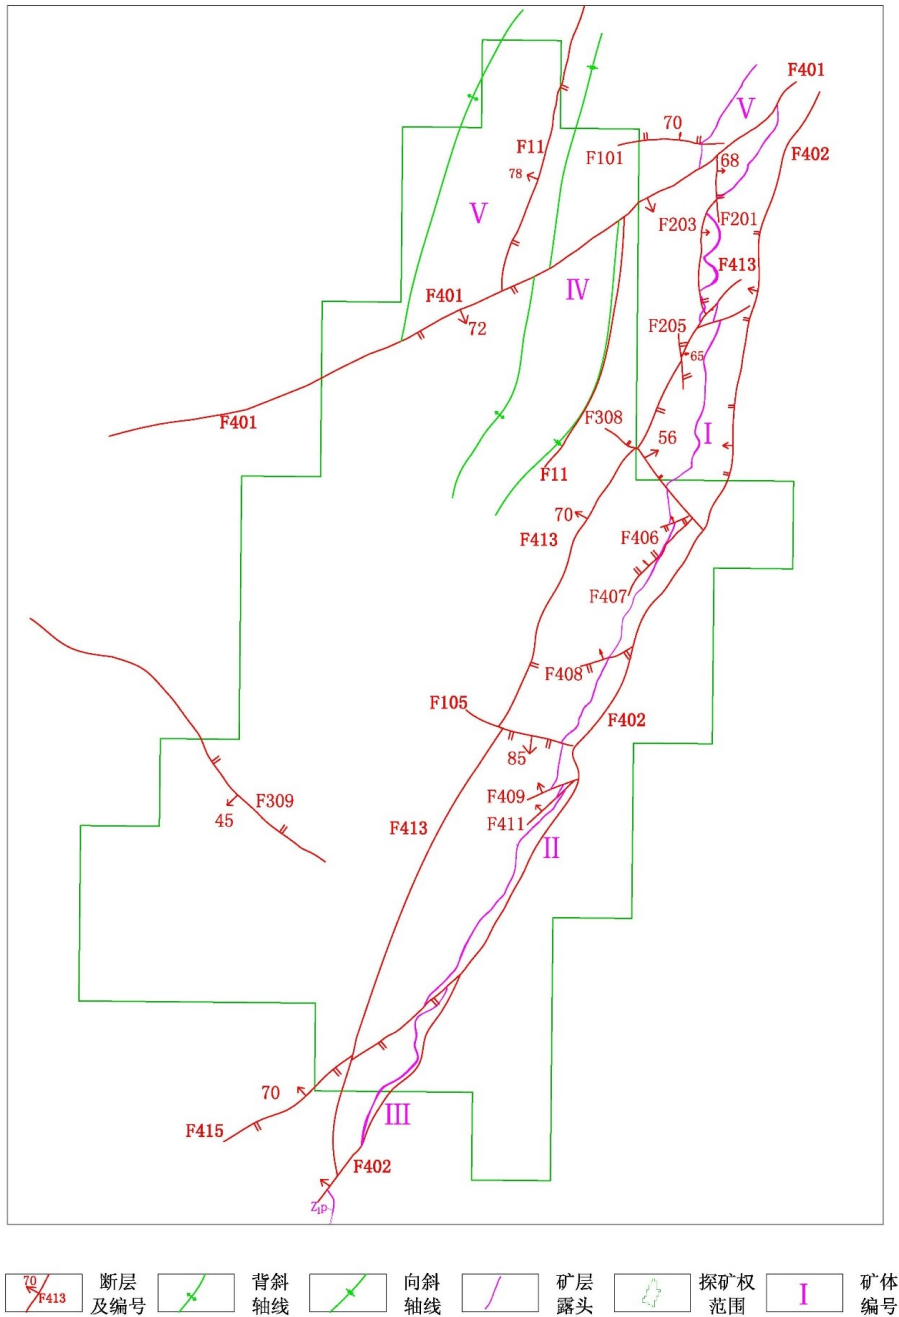 F401
V
70
F11
F101
F402
68
78
V
F203
F201
F413
IV
F401
72
F205
65
F401
F308
56
I
F11
70
F413
F406
F407
F408
F105
F402
85
F409
F309
45
F413
F411
II
70
III
F415
F402
Z₁p
70
F413
断层
及编号
背斜
轴线
向斜
轴线
矿层
露头
探矿权
范围
I
矿体
编号